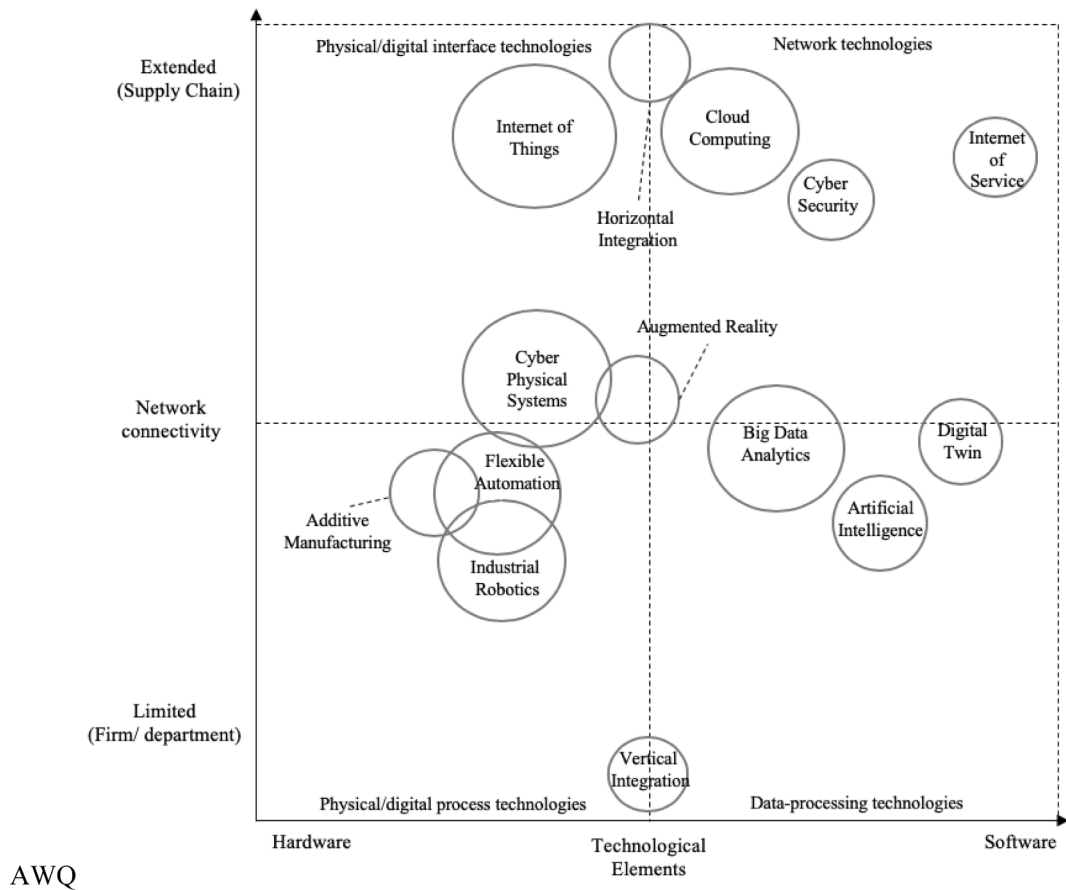 Physical/digital interface technologies
Network technologies
Extended
(Supply Chain)
Internet of
Things
Cloud
Computing
Internet
of
Service
Cyber
Security
Horizontal
Integration
Augmented Reality
Cyber
Physical
Systems
Network
connectivity
Big Data
Analytics
Digital
Twin
Flexible
Automation
Additive
Manufacturing
Artificial
Intelligence
Industrial
Robotics
Limited
(Firm/ department)
Vertical
Integration
Physical/digital process technologies
Data-processing technologies
Hardware
Technological
Elements
Software
AWQ